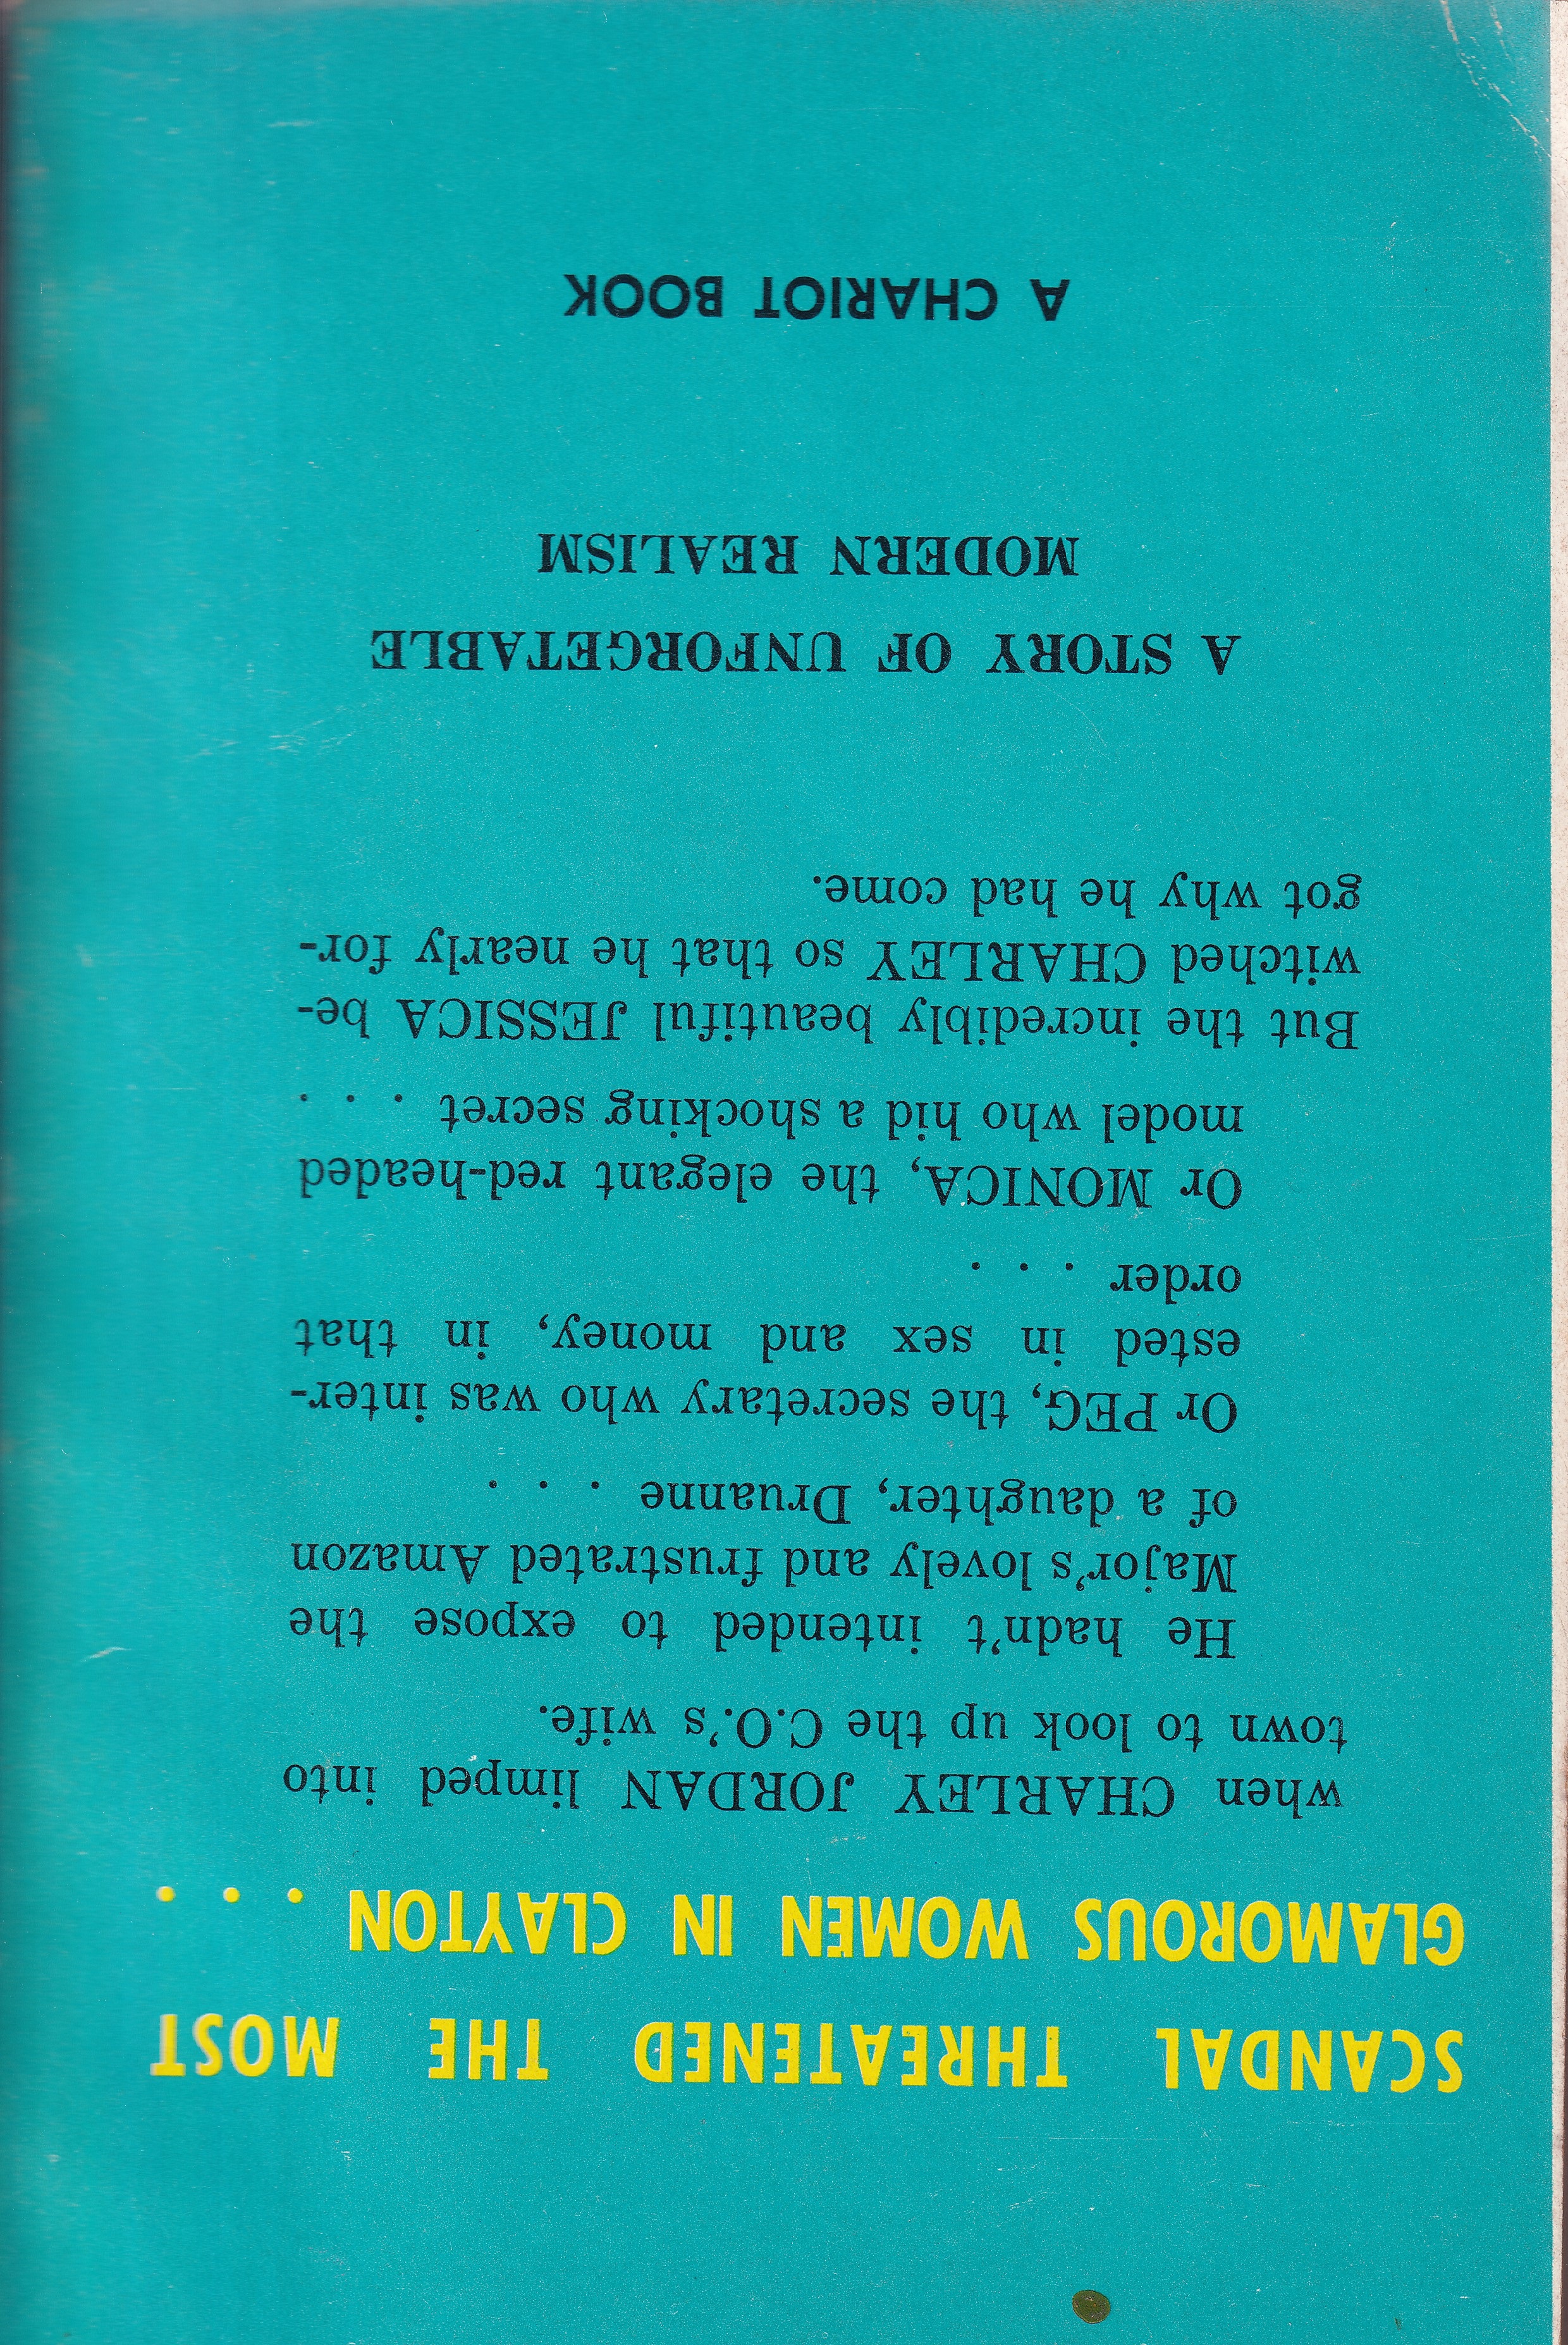 SCANDAL THREATENED THE MOST
GLAMOROUS WOMEN IN CLAYTON . . .
when CHARLEY JORDAN limped into
town to look up the C.O.'s wife.
He hadn't intended to expose the
Major's lovely and frustrated Amazon
of a daughter, Druanne . . .
Or PEG, the secretary who was inter-
ested in sex and money, in that
order . . .
Or MONICA, the elegant red-headed
model who hid a shocking secret . . .
But the incredibly beautiful JESSICA be-
witched CHARLEY so that he nearly for-
got why he had come.
A STORY OF UNFORGETABLE
MODERN REALISM
A CHARIOT BOOK